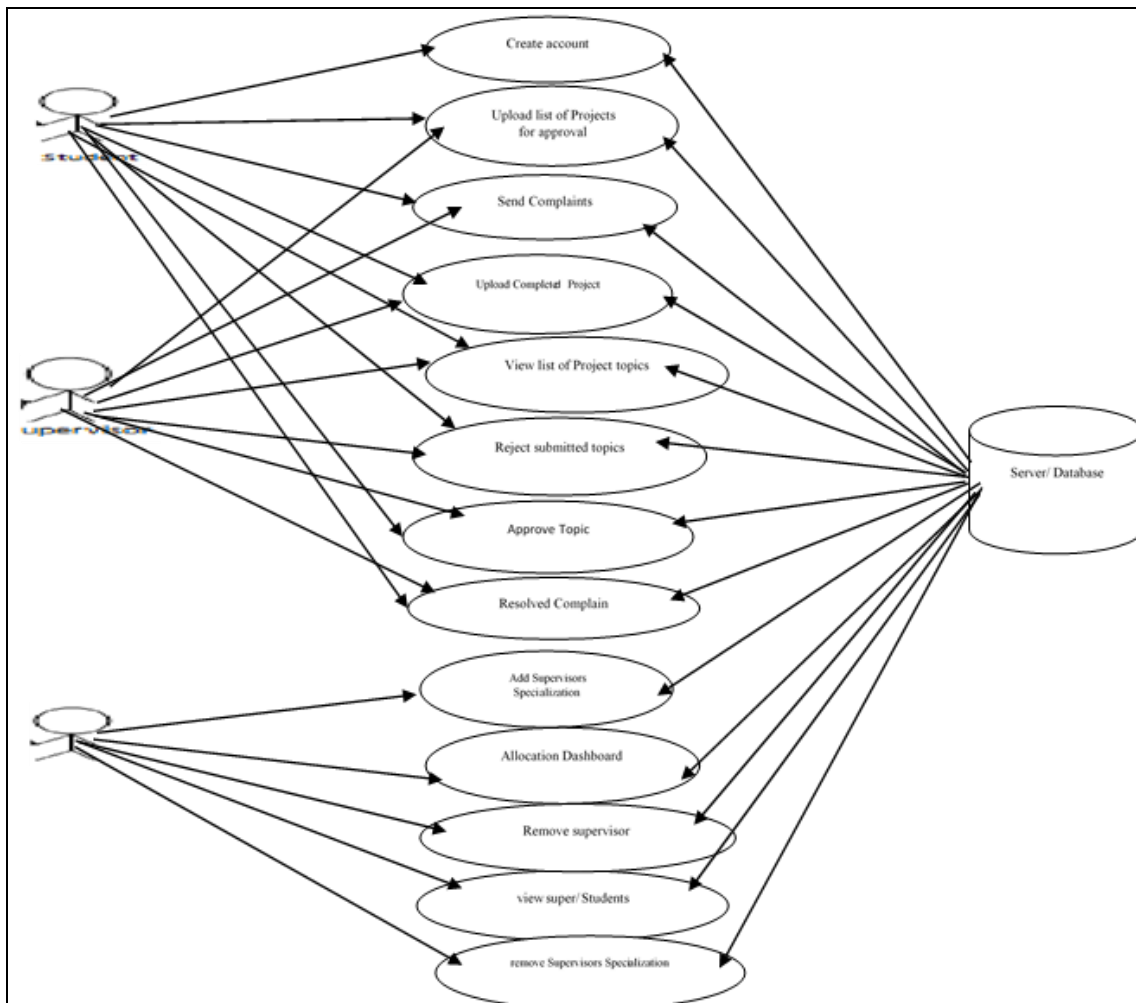 Create account
Upload list of Projects
for approval
Student
Send Complaints
Upload Completed Project
View list of Project topics
upervisor
Reject submitted topics
Server/ Database
Approve Topic
Resolved Complain
Add Supervisors
Specialization
Allocation Dashboard
Remove supervisor
view super/ Students
remove Supervisors Specialization